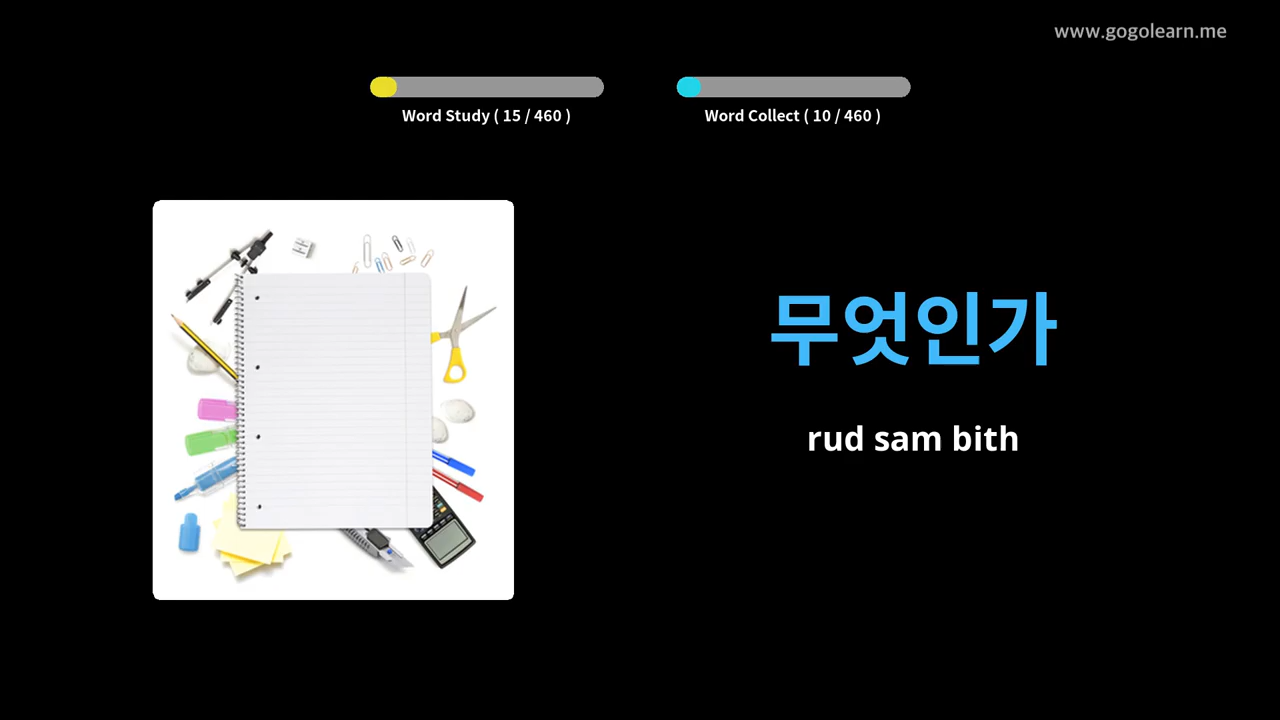 www.gogolearn.me
Word Study ( 15 / 460 )
Word Collect ( 10 / 460 )
무엇인가
rud sam bith